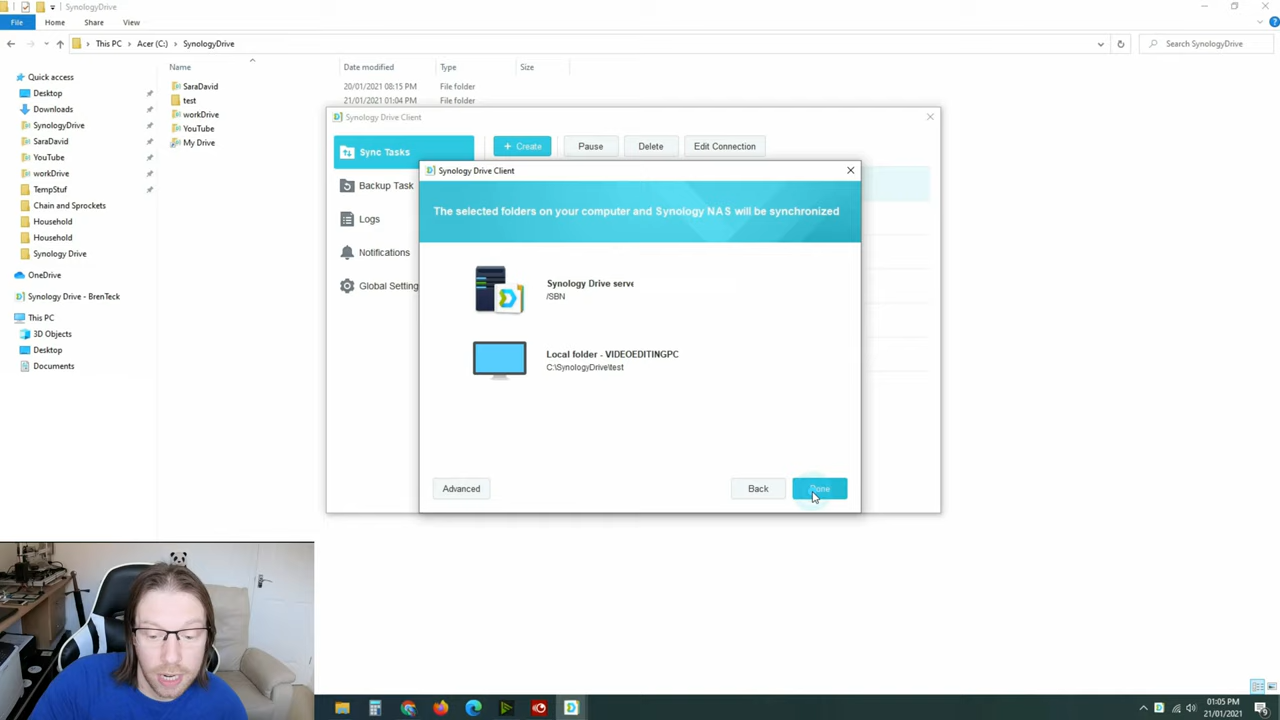 SynologyDrive
File
Home
Share
View
This PC
Acer (C:)
SynologyDrive
Search SynologyDrive
Name
Date modified
Type
Size
Quick access
Desktop
Downloads
SynologyDrive
SaraDavid
YouTube
workDrive
TempStuf
Chain and Sprockets
Household
Household
Synology Drive
OneDrive
Synology Drive - BrenTeck
This PC
3D Objects
Desktop
Documents
SaraDavid
20/01/2021 08:15 PM
File folder
test
21/01/2021 01:04 PM
File folder
workDrive
YouTube
My Drive
Synology Drive Client
Sync Tasks
Backup Task
Logs
Notifications
Global Setting
+ Create
Pause
Delete
Edit Connection
Synology Drive Client
The selected folders on your computer and Synology NAS will be synchronized
Synology Drive serve
/SBN
Local folder - VIDEOEDITINGPC
C:\SynologyDrive\test
Advanced
Back
Done
01:05 PM
21/01/2021